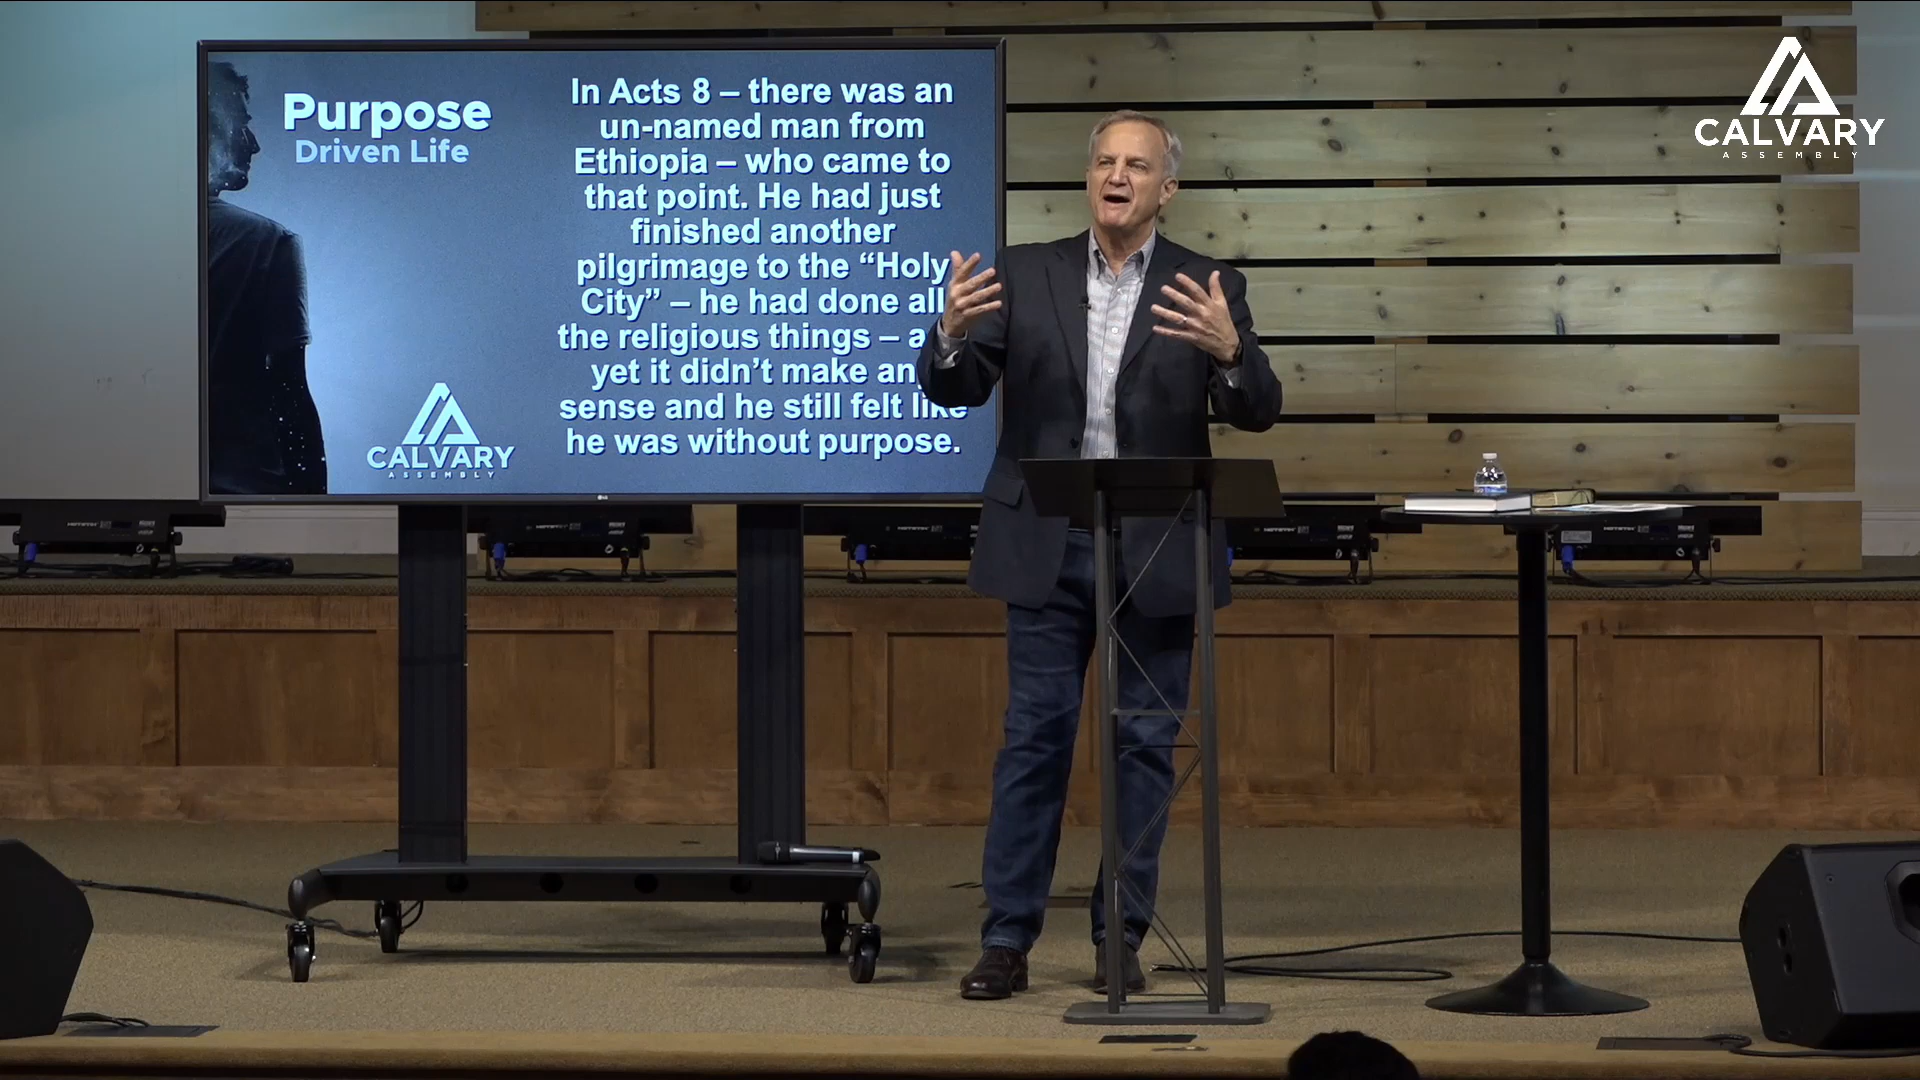 Purpose
Driven Life
In Acts 8 – there was an
un-named man from
Ethiopia – who came to
that point. He had just
finished another
pilgrimage to the “Holy
City” – he had done all
the religious things –
yet it didn’t make
sense and he still felt like
he was without purpose.
CALVARY
ASSEMBLY
CALVARY
ASSEMBLY